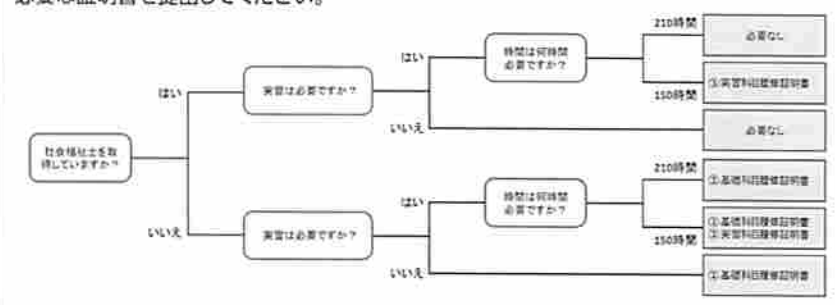 必要な証明書を提出してください。
社会福祉士を取
得していますか？
はい
実習は必要ですか？
はい
時間は何時間
必要ですか？
210時間
必要なし
150時間
実習科目履修証明書
いいえ
必要なし
いいえ
実習は必要ですか？
はい
時間は何時間
必要ですか？
210時間
基礎科目履修証明書
150時間
基礎科目履修証明書
実習科目履修証明書
いいえ
①基礎科目履修証明書